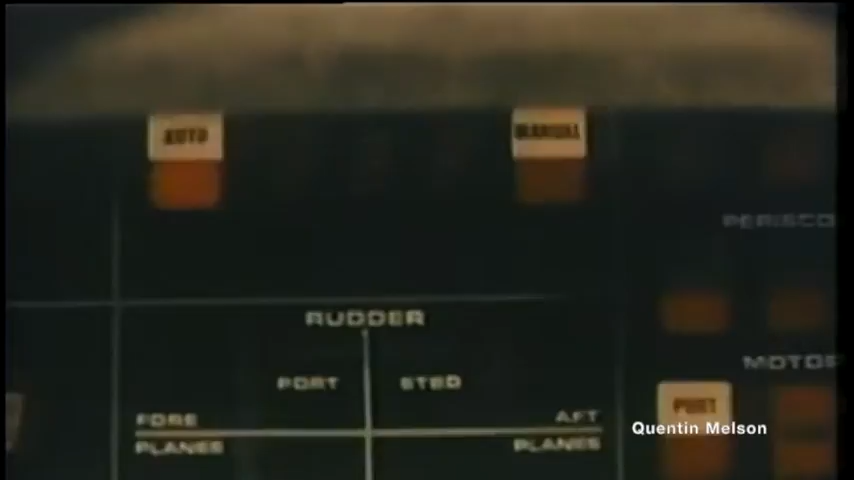 AUTO
MANUAL
PERISCO
RUDDER
MOTOR
PORT STBD
PORT
FORE AFT
Quentin Melson
PLANES PLANES